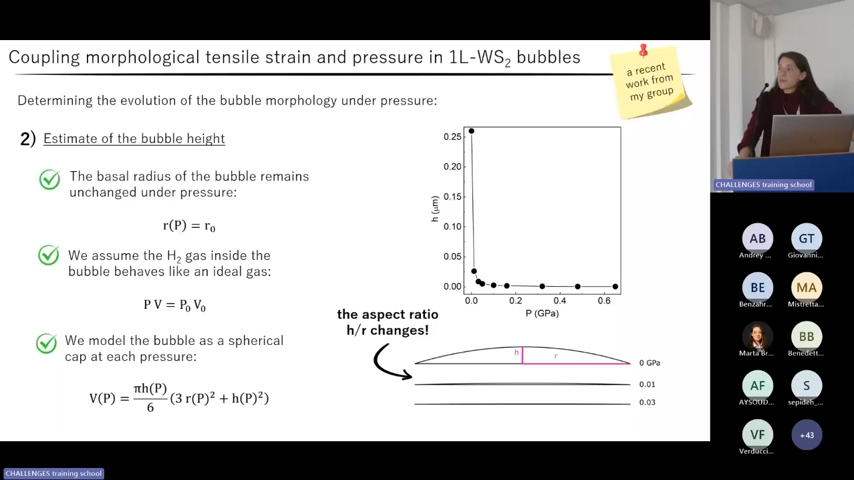 Coupling morphological tensile strain and pressure in 1L-WS₂ bubbles
a recent
work from
my group
Determining the evolution of the bubble morphology under pressure:
2) Estimate of the bubble height
The basal radius of the bubble remains
unchanged under pressure:
r(P) = r₀
We assume the H₂ gas inside the
bubble behaves like an ideal gas:
P V = P₀ V₀
We model the bubble as a spherical
cap at each pressure:
V(P) = πh(P)/6 (3 r(P)² + h(P)²)
0.25
0.20
0.15
0.10
0.05
0.00
h (μm)
0.0 0.2 0.4 0.6
P (GPa)
the aspect ratio
h/r changes!
h
r
0 GPa
0.01
0.03
CHALLENGES training school
AB
Andrey ...
GT
Giovanni...
BE
Benzahr...
MA
Mistretta...
Marta Br...
BB
Benedett...
AF
AYSOUD...
S
sepideh_...
VF
Verducci...
+43
CHALLENGES training school